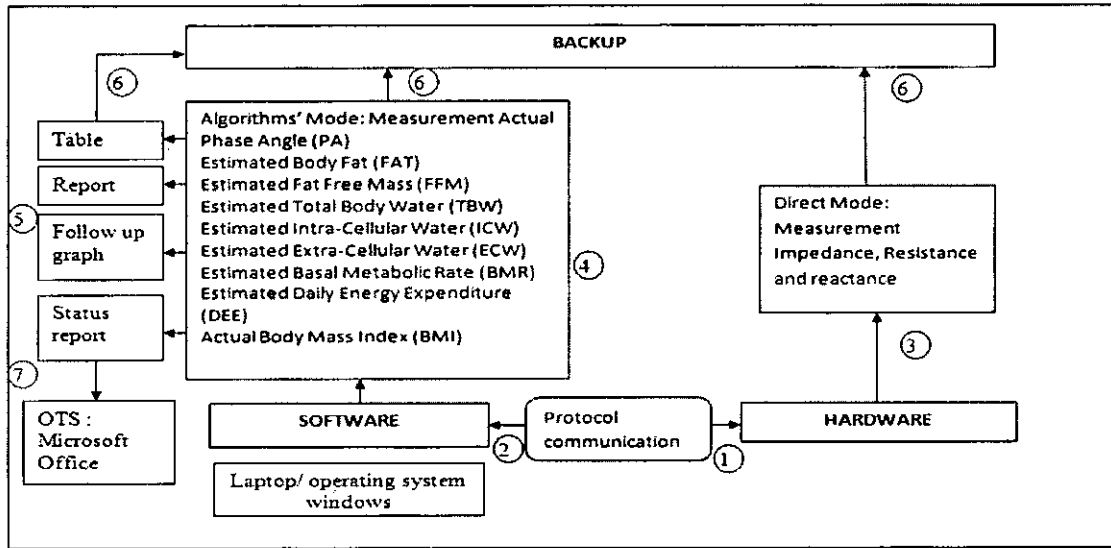 BACKUP
6
6
6
Table
Report
5
Follow up
graph
Status
report
7
OTS :
Microsoft
Office
Algorithms' Mode: Measurement Actual
Phase Angle (PA)
Estimated Body Fat (FAT)
Estimated Fat Free Mass (FFM)
Estimated Total Body Water (TBW)
Estimated Intra-Cellular Water (ICW)
Estimated Extra-Cellular Water (ECW)
Estimated Basal Metabolic Rate (BMR)
Estimated Daily Energy Expenditure
(DEE)
Actual Body Mass Index (BMI)
4
Direct Mode:
Measurement
Impedance, Resistance
and reactance
3
SOFTWARE
2
Protocol
communication
1
HARDWARE
Laptop/ operating system
windows